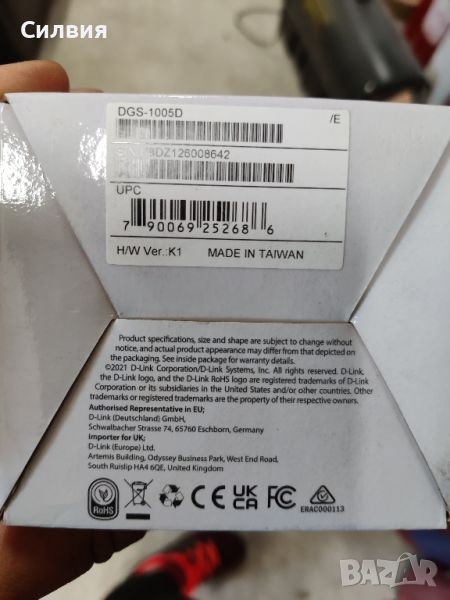 Силвия
DGS-1005D /E
DZ126008642
UPC
7 90069 25268 6
H/W Ver.:K1 MADE IN TAIWAN
Product specifications, size and shape are subject to change without
notice, and actual product appearance may differ from that depicted on
the packaging. See inside package for warranty details.
©2021 D-Link Corporation/D-Link Systems, Inc. All rights reserved. D-Link,
the D-Link logo, and the D-Link RoHS logo are registered trademarks of D-Link
Corporation or its subsidiaries in the United States and/or other countries. Other
trademarks or registered trademarks are the property of their respective owners.
Authorised Representative in EU;
D-Link (Deutschland) GmbH,
Schwalbacher Strasse 74, 65760 Eschborn, Germany
Importer for UK;
D-Link (Europe) Ltd.
Artemis Building, Odyssey Business Park, West End Road,
South Ruislip HA4 6QE, United Kingdom
RoHS CE UK CA FC
ERAC000113
BAZAR